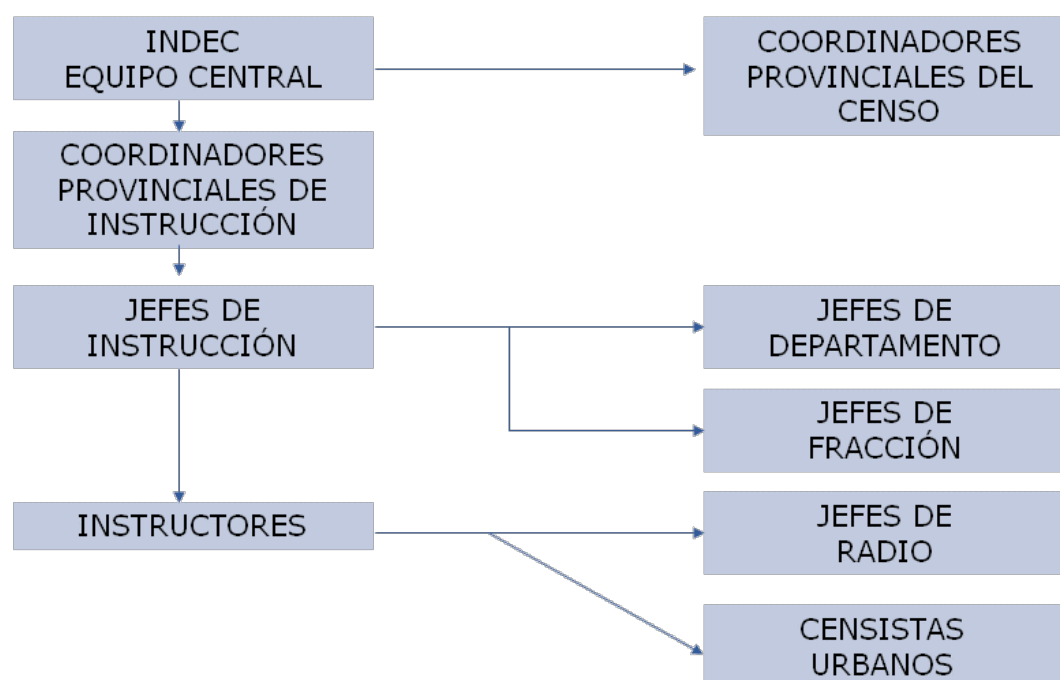 INDEC
EQUIPO CENTRAL
COORDINADORES
PROVINCIALES DEL
CENSO
COORDINADORES
PROVINCIALES DE
INSTRUCCIÓN
JEFES DE
INSTRUCCIÓN
JEFES DE
DEPARTAMENTO
JEFES DE
FRACCIÓN
INSTRUCTORES
JEFES DE
RADIO
CENSISTAS
URBANOS